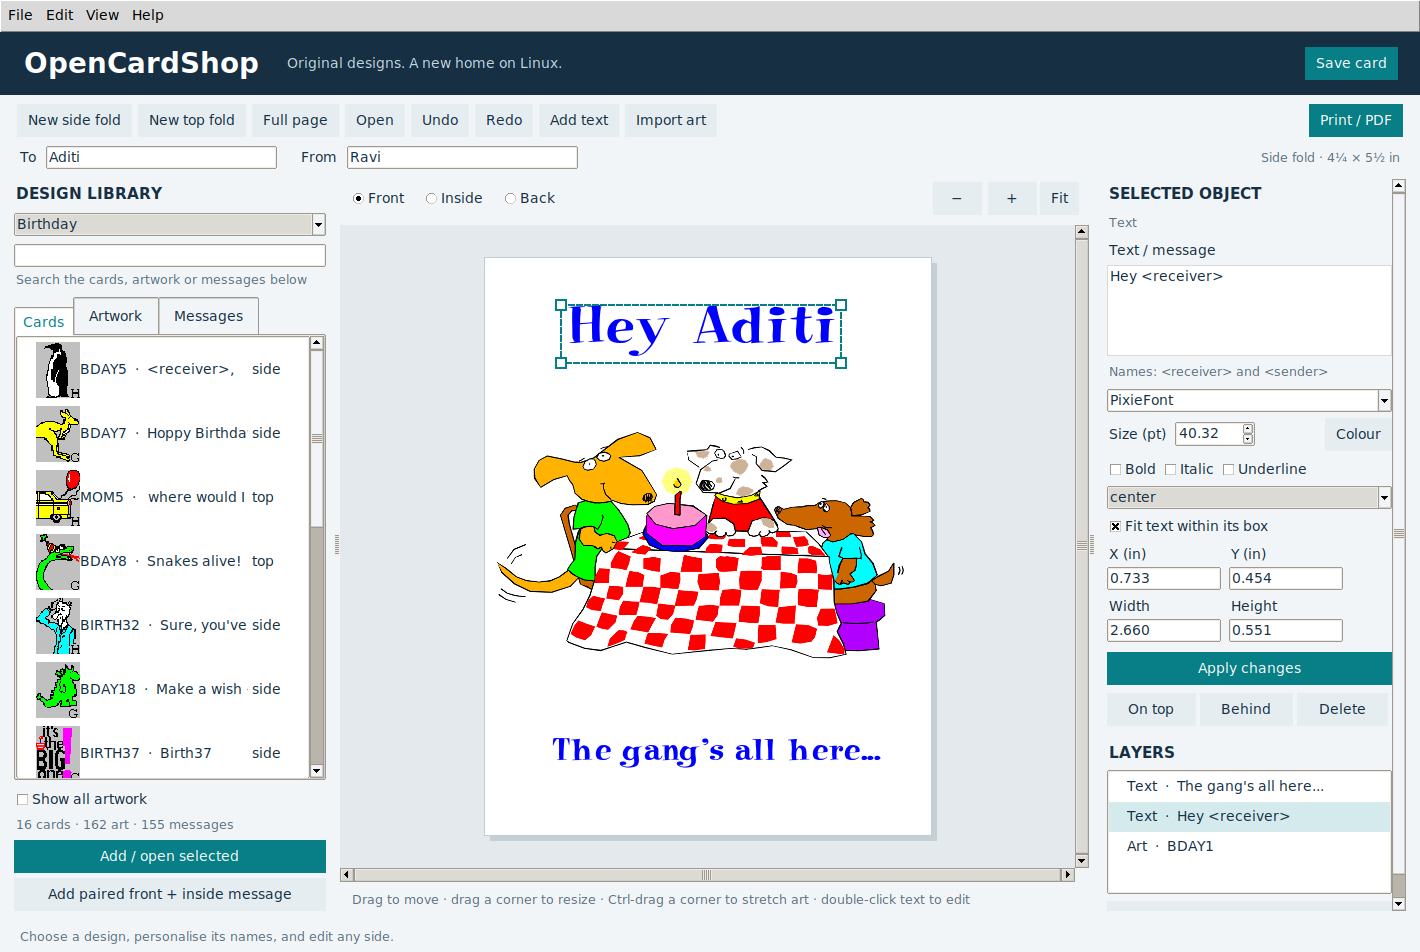 File Edit View Help
OpenCardShop Original designs. A new home on Linux. Save card
New side fold New top fold Full page Open Undo Redo Add text Import art Print / PDF
To Aditi From Ravi Side fold · 4¼ × 5½ in
DESIGN LIBRARY
Birthday
Search the cards, artwork or messages below
Cards Artwork Messages
BDAY5 · <receiver>, side
H
BDAY7 · Hoppy Birthda side
G
MOM5 · where would I top
H
BDAY8 · Snakes alive! top
G
BIRTH32 · Sure, you've side
H
BDAY18 · Make a wish side
G
it's the BIG one
BIRTH37 · Birth37 side
Show all artwork
16 cards · 162 art · 155 messages
Add / open selected
Add paired front + inside message
Choose a design, personalise its names, and edit any side.
Front Inside Back − + Fit
Hey Aditi
The gang's all here...
Drag to move · drag a corner to resize · Ctrl-drag a corner to stretch art · double-click text to edit
SELECTED OBJECT
Text
Text / message
Hey <receiver>
Names: <receiver> and <sender>
PixieFont
Size (pt) 40.32 Colour
Bold Italic Underline
center
Fit text within its box
X (in) Y (in)
0.733 0.454
Width Height
2.660 0.551
Apply changes
On top Behind Delete
LAYERS
Text · The gang's all here...
Text · Hey <receiver>
Art · BDAY1